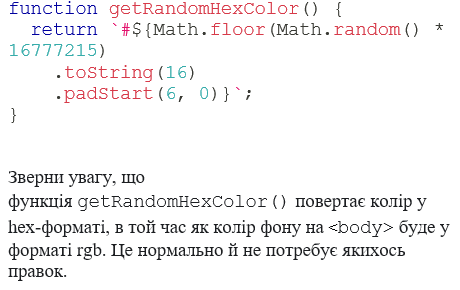 function getRandomHexColor() {
  return `#${Math.floor(Math.random() *
16777215)
    .toString(16)
    .padStart(6, 0)}`;
}
Зверни увагу, що
функція getRandomHexColor() повертає колір у
hex-форматі, в той час як колір фону на <body> буде у
форматі rgb. Це нормально й не потребує якихось
правок.